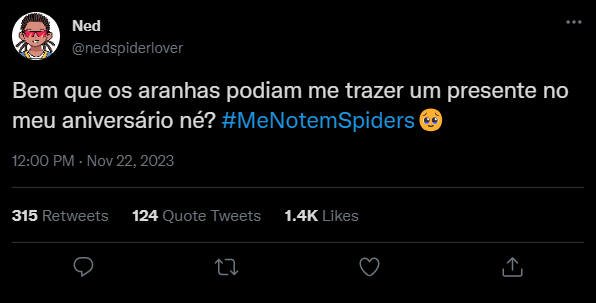 Ned
@nedspiderlover
Bem que os aranhas podiam me trazer um presente no
meu aniversário né? #MeNotemSpiders🥹
12:00 PM · Nov 22, 2023
315 Retweets 124 Quote Tweets 1.4K Likes